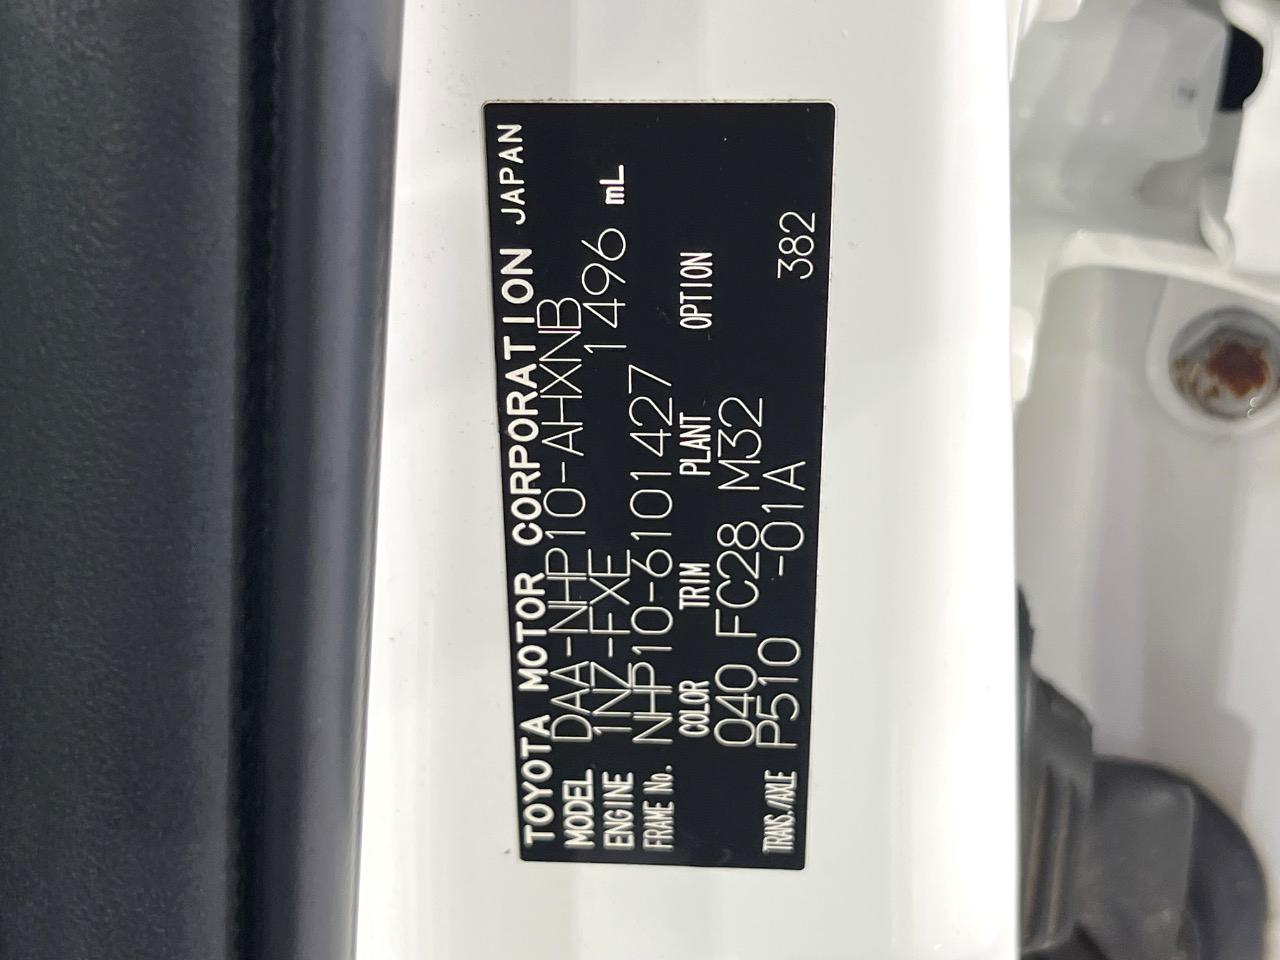 TOYOTA MOTOR CORPORATION JAPAN
MODEL DAA-NHP10-AHXNB
ENGINE 1NZ-FXE 1496 mL
FRAME No. NHP10-6101427
COLOR TRIM PLANT OPTION
040 FC28 M32
TRANS./AXLE P510 -01A 382